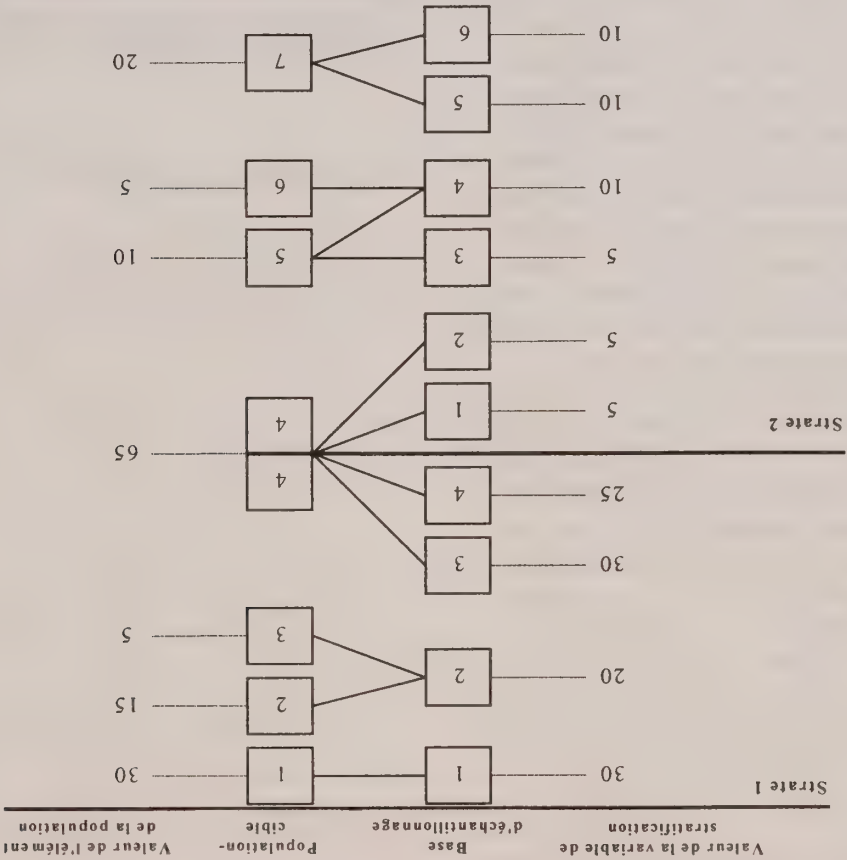 Valeur de la variable de Base Population- Valeur de l'élément
stratification d'échantillonnage cible de la population
Strate 1
30 1 1 30
2 15
20 2
3 5
30 3
25 4 4
65
Strate 2
4
5 1
5 2
5 3 5 10
10 4 6 5
10 5
7 20
10 6